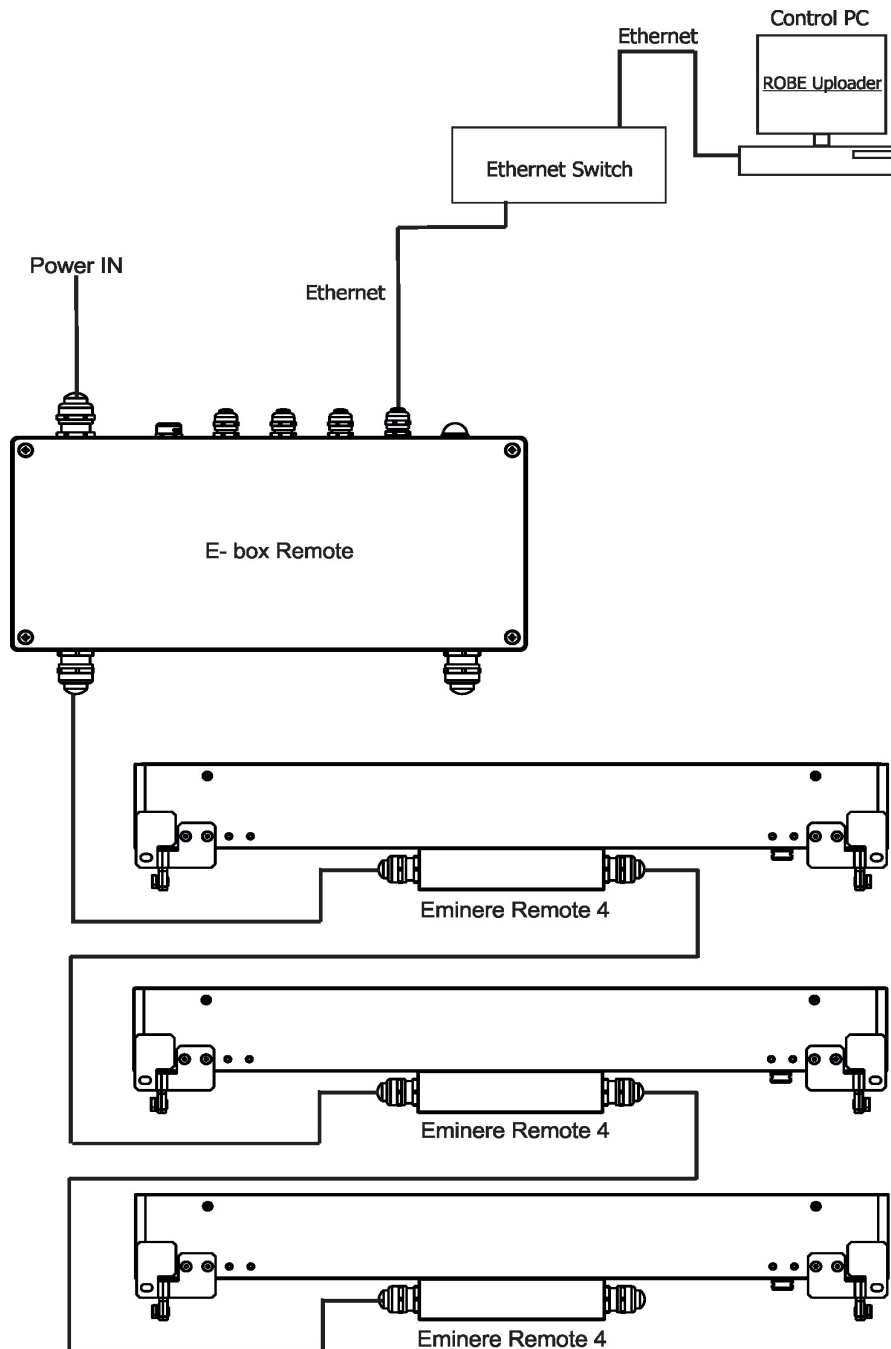 Control PC
Ethernet
ROBE Uploader
Ethernet Switch
Power IN
Ethernet
E- box Remote
Eminere Remote 4
Eminere Remote 4
Eminere Remote 4